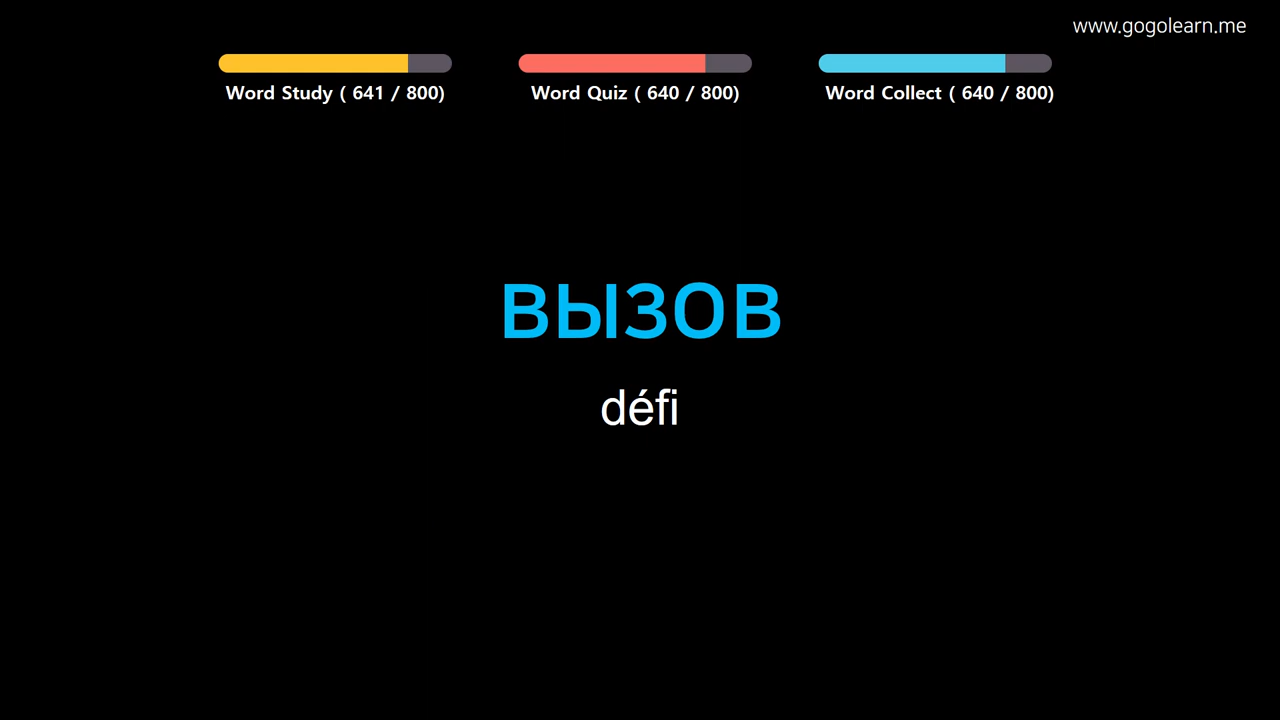 www.gogolearn.me
Word Study ( 641 / 800)
Word Quiz ( 640 / 800)
Word Collect ( 640 / 800)
вызов
défi